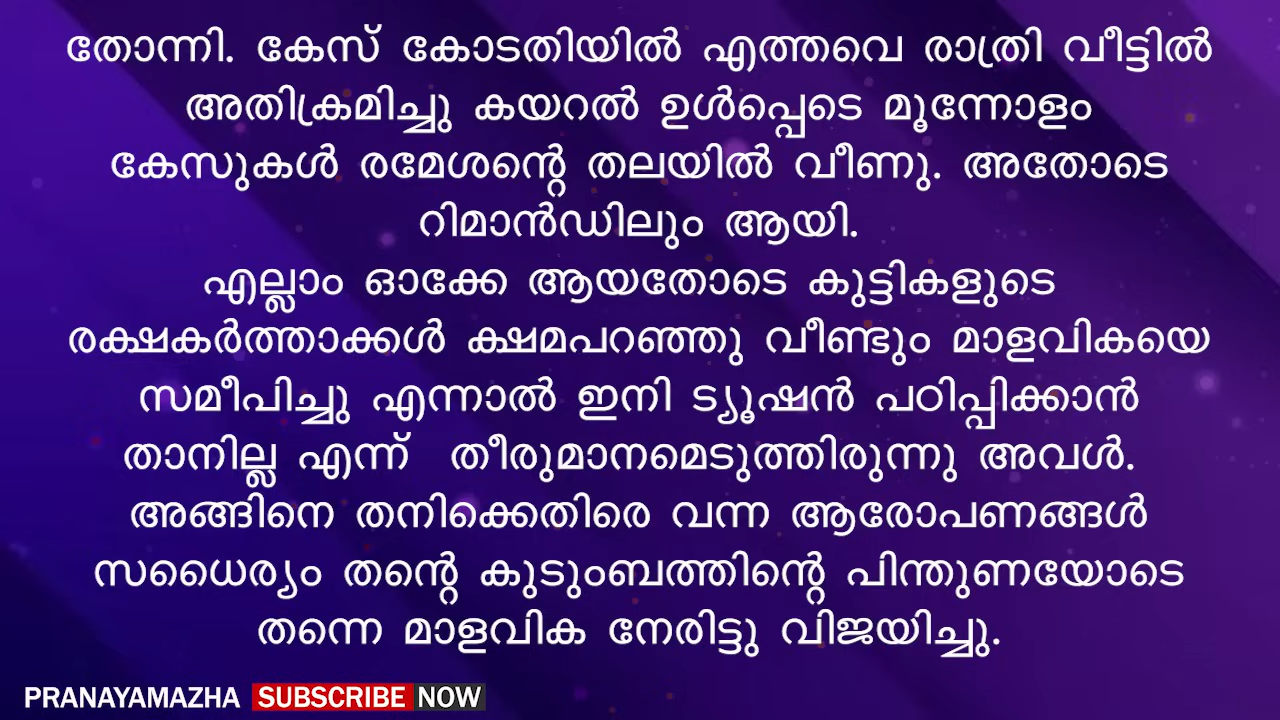 തോന്നി. കേസ് കോടതിയിൽ എത്തവെ രാത്രി വീട്ടിൽ
അതിക്രമിച്ചു കയറൽ ഉൾപ്പെടെ മൂന്നോളം
കേസുകൾ രമേശന്റെ തലയിൽ വീണു. അതോടെ
റിമാൻഡിലും ആയി.
എല്ലാം ഓക്കേ ആയതോടെ കുട്ടികളുടെ
രക്ഷകർത്താക്കൾ ക്ഷമപറഞ്ഞു വീണ്ടും മാളവികയെ
സമീപിച്ചു എന്നാൽ ഇനി ട്യൂഷൻ പഠിപ്പിക്കാൻ
താനില്ല എന്ന്  തീരുമാനമെടുത്തിരുന്നു അവൾ.
അങ്ങിനെ തനിക്കെതിരെ വന്ന ആരോപണങ്ങൾ
സധൈര്യം തന്റെ കുടുംബത്തിന്റെ പിന്തുണയോടെ
തന്നെ മാളവിക നേരിട്ടു വിജയിച്ചു.
PRANAYAMAZHA SUBSCRIBE NOW